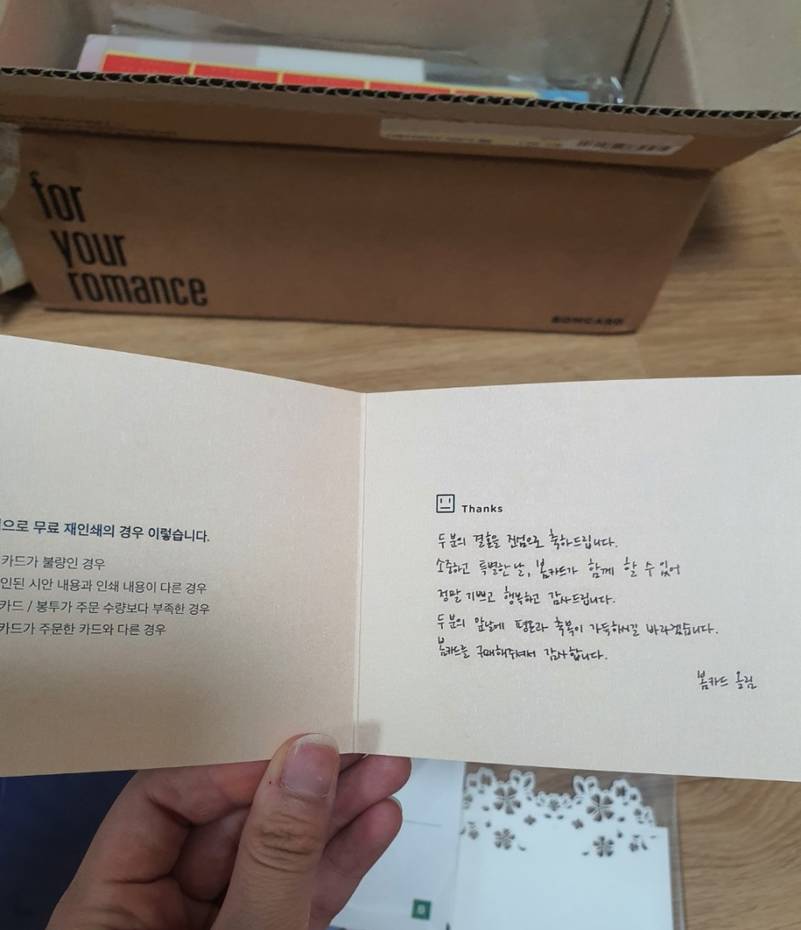 for
your
romance
BOMCARD
으로 무료 재인쇄의 경우 이렇습니다.
카드가 불량인 경우
인된 시안 내용과 인쇄 내용이 다른 경우
카드 / 봉투가 주문 수량보다 부족한 경우
카드가 주문한 카드와 다른 경우
Thanks
두분의 결혼을 진심으로 축하드립니다.
소중하고 특별한 날, 봄카드가 함께 할 수 있어
정말 기쁘고 행복하고 감사드립니다.
두분의 앞날에 평온과 축복이 가득하시길 바라겠습니다.
봄카드를 구매해주셔서 감사합니다.
봄카드 올림